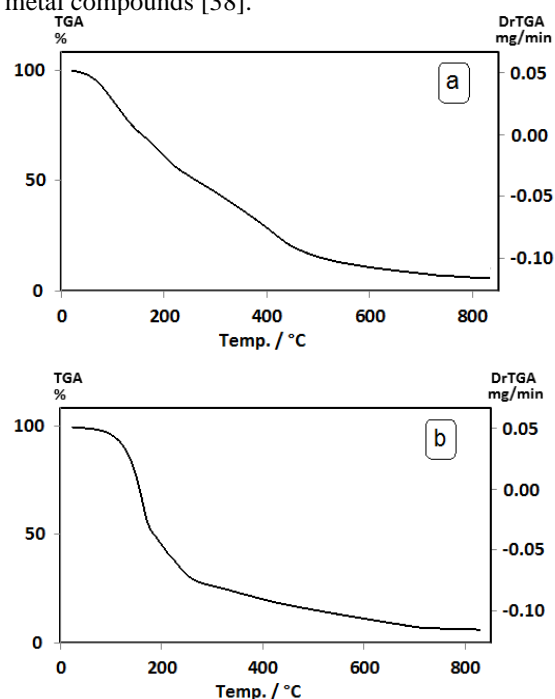 metal compounds [38].
TGA
%
DrTGA
mg/min
a
100
50
0
0.05
0.00
-0.05
-0.10
0 200 400 600 800
Temp. / °C
TGA
%
DrTGA
mg/min
b
100
50
0
0.05
0.00
-0.05
-0.10
0 200 400 600 800
Temp. / °C